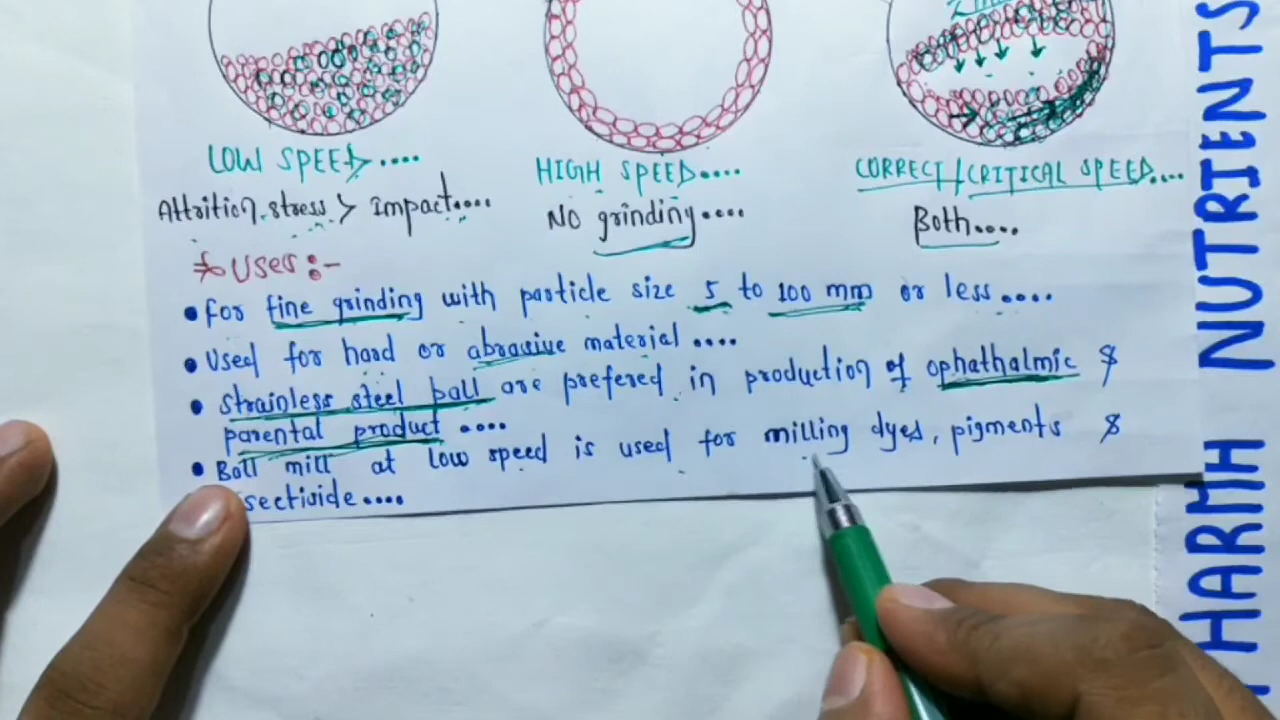 LOW SPEED.... HIGH SPEED.... CORRECT/CRITICAL SPEED....
Attrition stress > impact.... No grinding.... Both....
* Uses :-
• For fine grinding with particle size 5 to 100 mm or less....
• Used for hard or abrasive material ....
• Strainless steel ball are prefered in production of ophathalmic &
parental product ....
• Ball mill at low speed is used for milling dyes, pigments &
secticide....
PHARMH NUTRIENTS